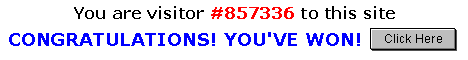 You are visitor #857336 to this site
CONGRATULATIONS! YOU'VE WON! Click Here